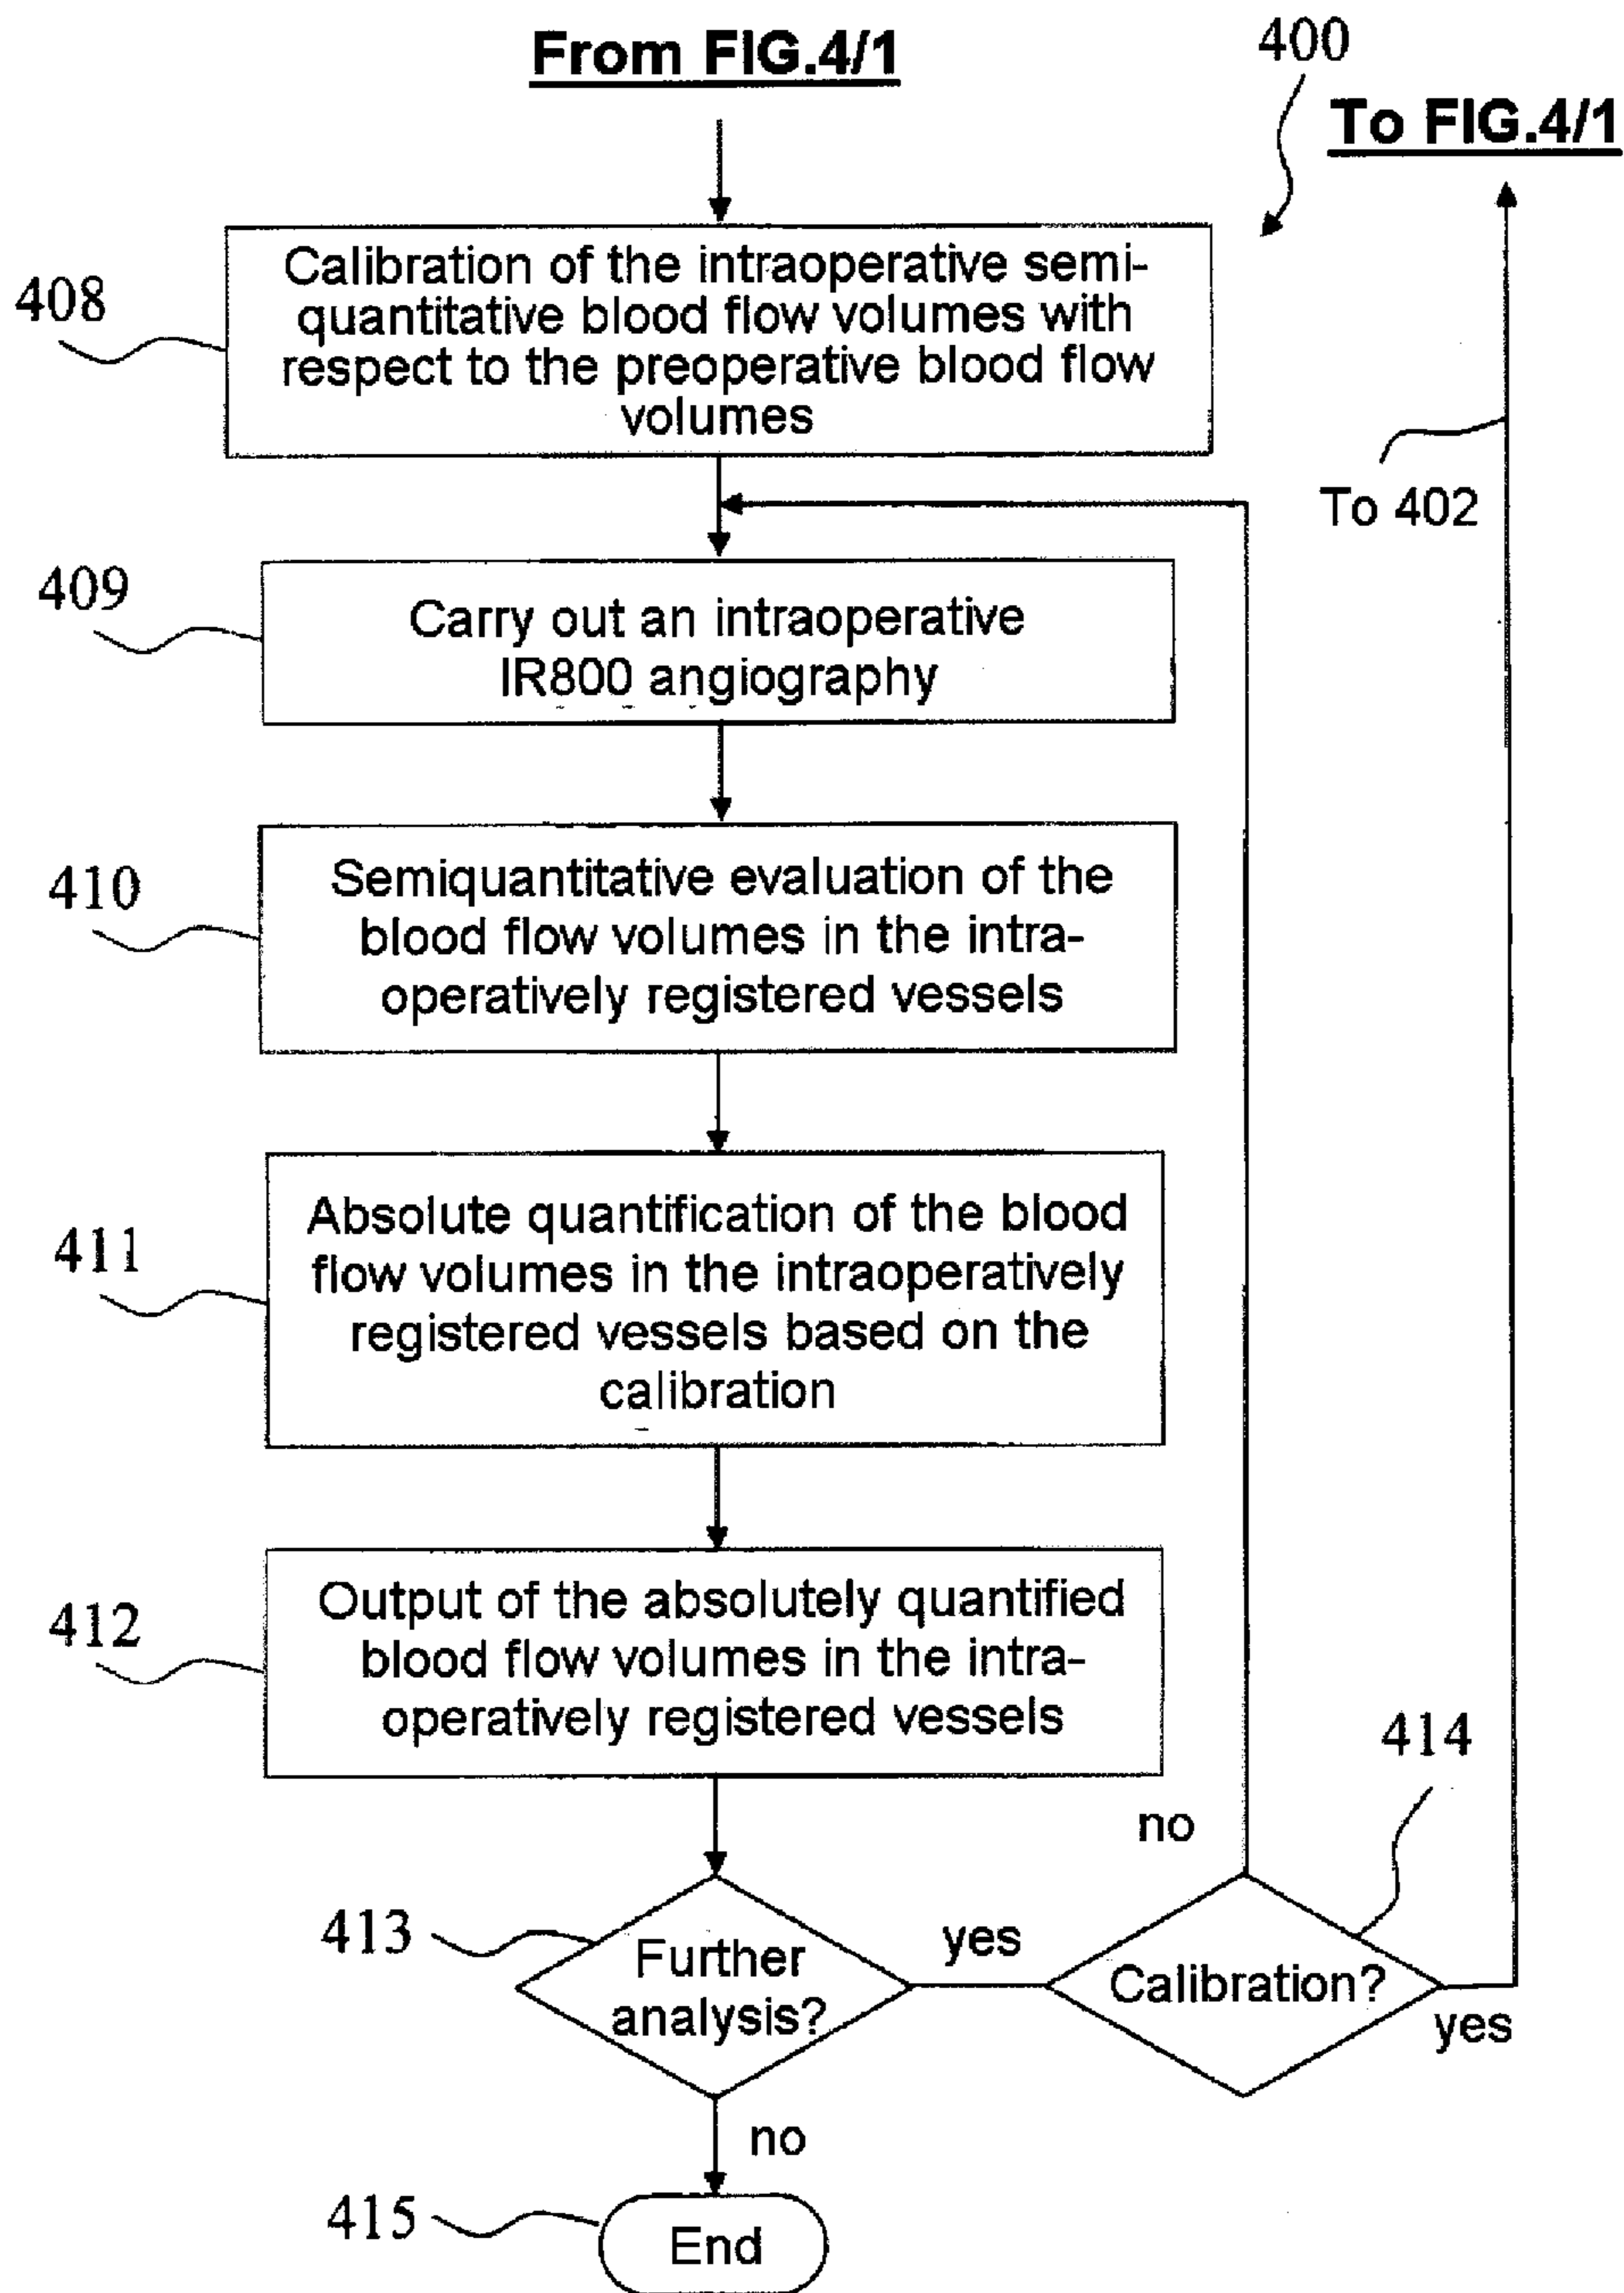 From FIG.4/1
400
To FIG.4/1
408
Calibration of the intraoperative semi-
quantitative blood flow volumes with
respect to the preoperative blood flow
volumes
To 402
409
Carry out an intraoperative
IR800 angiography
410
Semiquantitative evaluation of the
blood flow volumes in the intra-
operatively registered vessels
411
Absolute quantification of the blood
flow volumes in the intraoperatively
registered vessels based on the
calibration
412
Output of the absolutely quantified
blood flow volumes in the intra-
operatively registered vessels
414
no
413
Further
analysis?
yes
Calibration?
yes
no
415
End